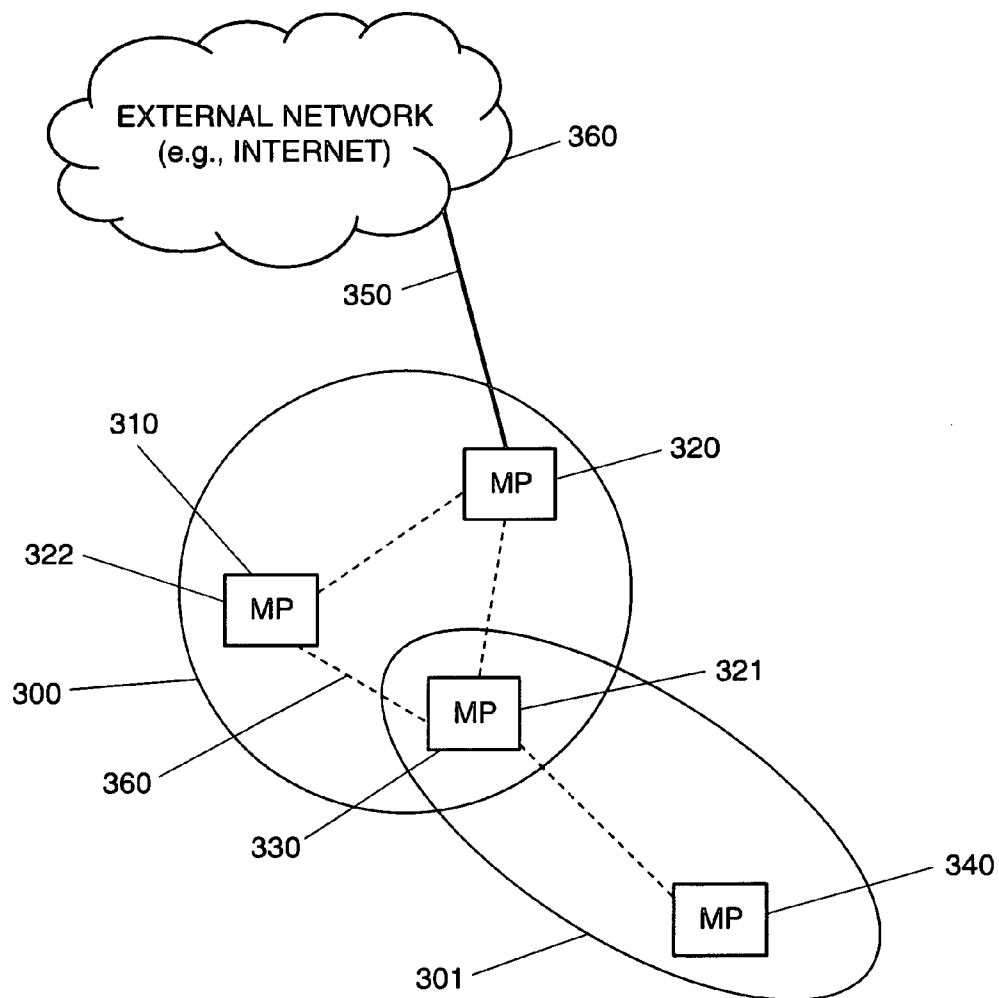 EXTERNAL NETWORK
(e.g., INTERNET)
360
350
310
320
MP
322
MP
321
300
MP
360
330
340
MP
301